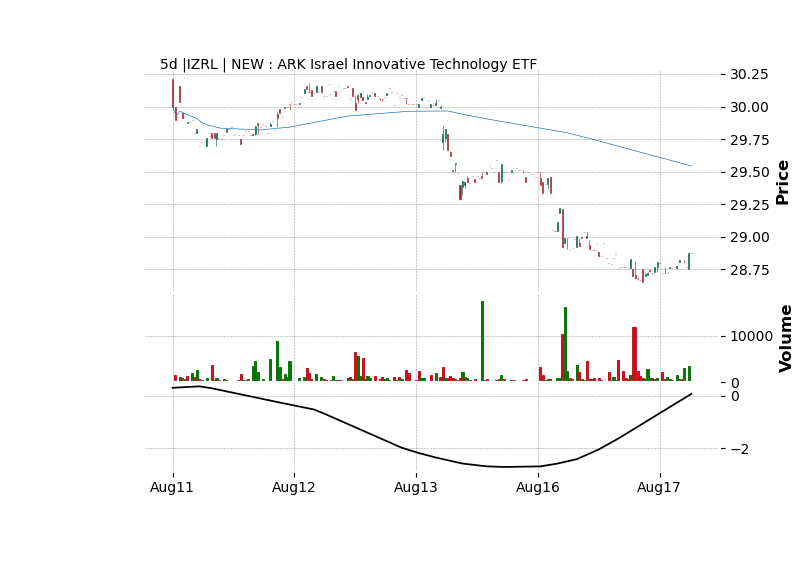 5d |IZRL | NEW : ARK Israel Innovative Technology ETF
30.25
30.00
29.75
29.50
29.25
29.00
28.75
Price
10000
0
Volume
0
−2
Aug11 Aug12 Aug13 Aug16 Aug17